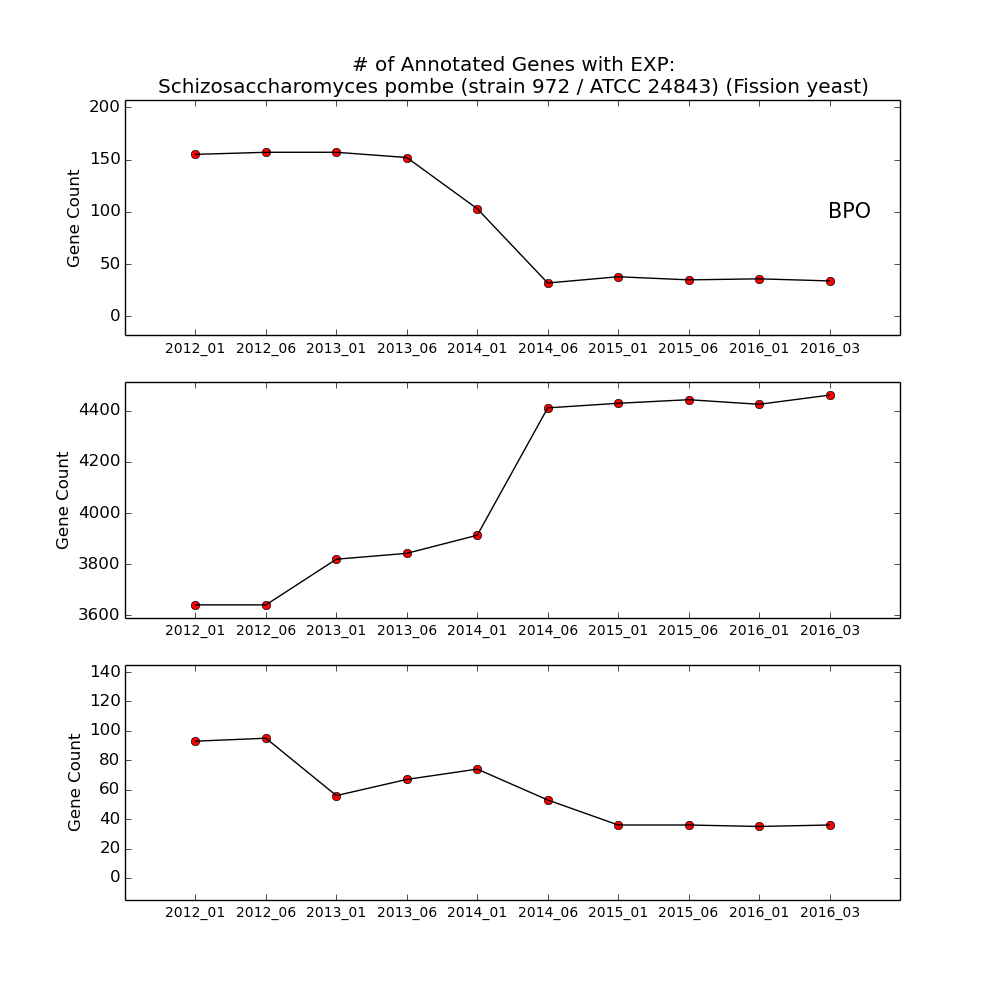 # of Annotated Genes with EXP:
Schizosaccharomyces pombe (strain 972 / ATCC 24843) (Fission yeast)
200
150
100
50
0
Gene Count
BPO
2012_01 2012_06 2013_01 2013_06 2014_01 2014_06 2015_01 2015_06 2016_01 2016_03
4400
4200
4000
3800
3600
Gene Count
2012_01 2012_06 2013_01 2013_06 2014_01 2014_06 2015_01 2015_06 2016_01 2016_03
140
120
100
80
60
40
20
0
Gene Count
2012_01 2012_06 2013_01 2013_06 2014_01 2014_06 2015_01 2015_06 2016_01 2016_03